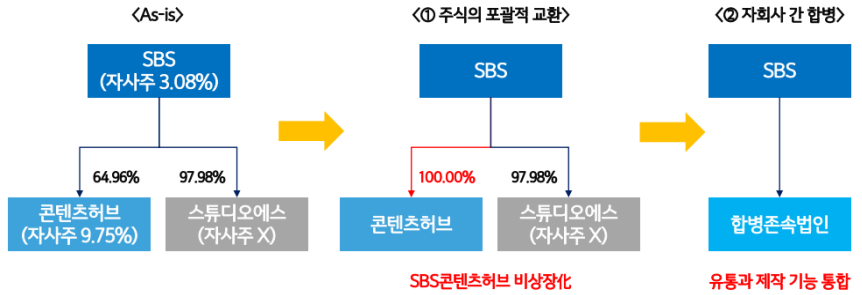 <As-is>
SBS
(자사주 3.08%)
64.96%
97.98%
콘텐츠허브
(자사주 9.75%)
스튜디오에스
(자사주 X)
<① 주식의 포괄적 교환>
SBS
100.00%
97.98%
콘텐츠허브
스튜디오에스
(자사주 X)
SBS콘텐츠허브 비상장화
<② 자회사 간 합병>
SBS
합병존속법인
유통과 제작 기능 통합